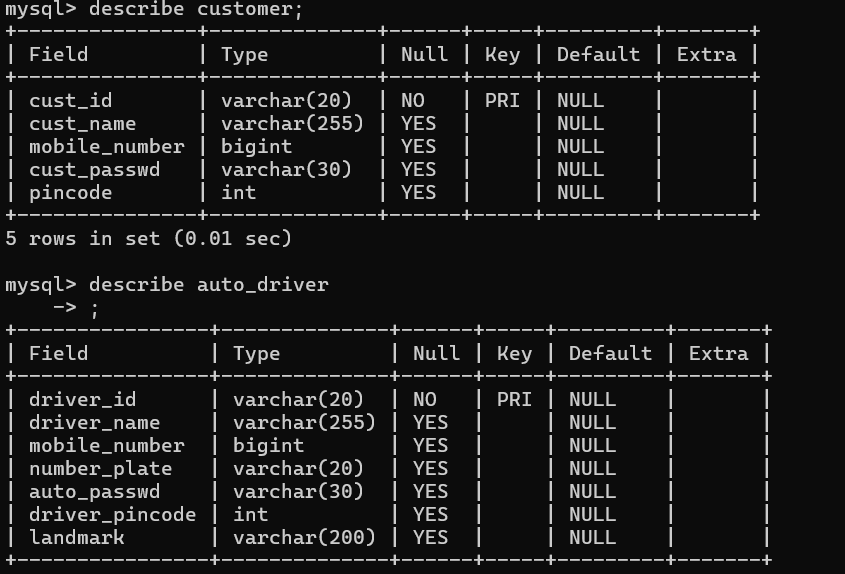 mysql> describe customer;
+---------------+--------------+------+-----+---------+-------+
| Field         | Type         | Null | Key | Default | Extra |
+---------------+--------------+------+-----+---------+-------+
| cust_id       | varchar(20)  | NO   | PRI | NULL    |       |
| cust_name     | varchar(255) | YES  |     | NULL    |       |
| mobile_number | bigint       | YES  |     | NULL    |       |
| cust_passwd   | varchar(30)  | YES  |     | NULL    |       |
| pincode       | int          | YES  |     | NULL    |       |
+---------------+--------------+------+-----+---------+-------+
5 rows in set (0.01 sec)

mysql> describe auto_driver
    -> ;
+----------------+--------------+------+-----+---------+-------+
| Field          | Type         | Null | Key | Default | Extra |
+----------------+--------------+------+-----+---------+-------+
| driver_id      | varchar(20)  | NO   | PRI | NULL    |       |
| driver_name    | varchar(255) | YES  |     | NULL    |       |
| mobile_number  | bigint       | YES  |     | NULL    |       |
| number_plate   | varchar(20)  | YES  |     | NULL    |       |
| auto_passwd    | varchar(30)  | YES  |     | NULL    |       |
| driver_pincode | int          | YES  |     | NULL    |       |
| landmark       | varchar(200) | YES  |     | NULL    |       |
+----------------+--------------+------+-----+---------+-------+